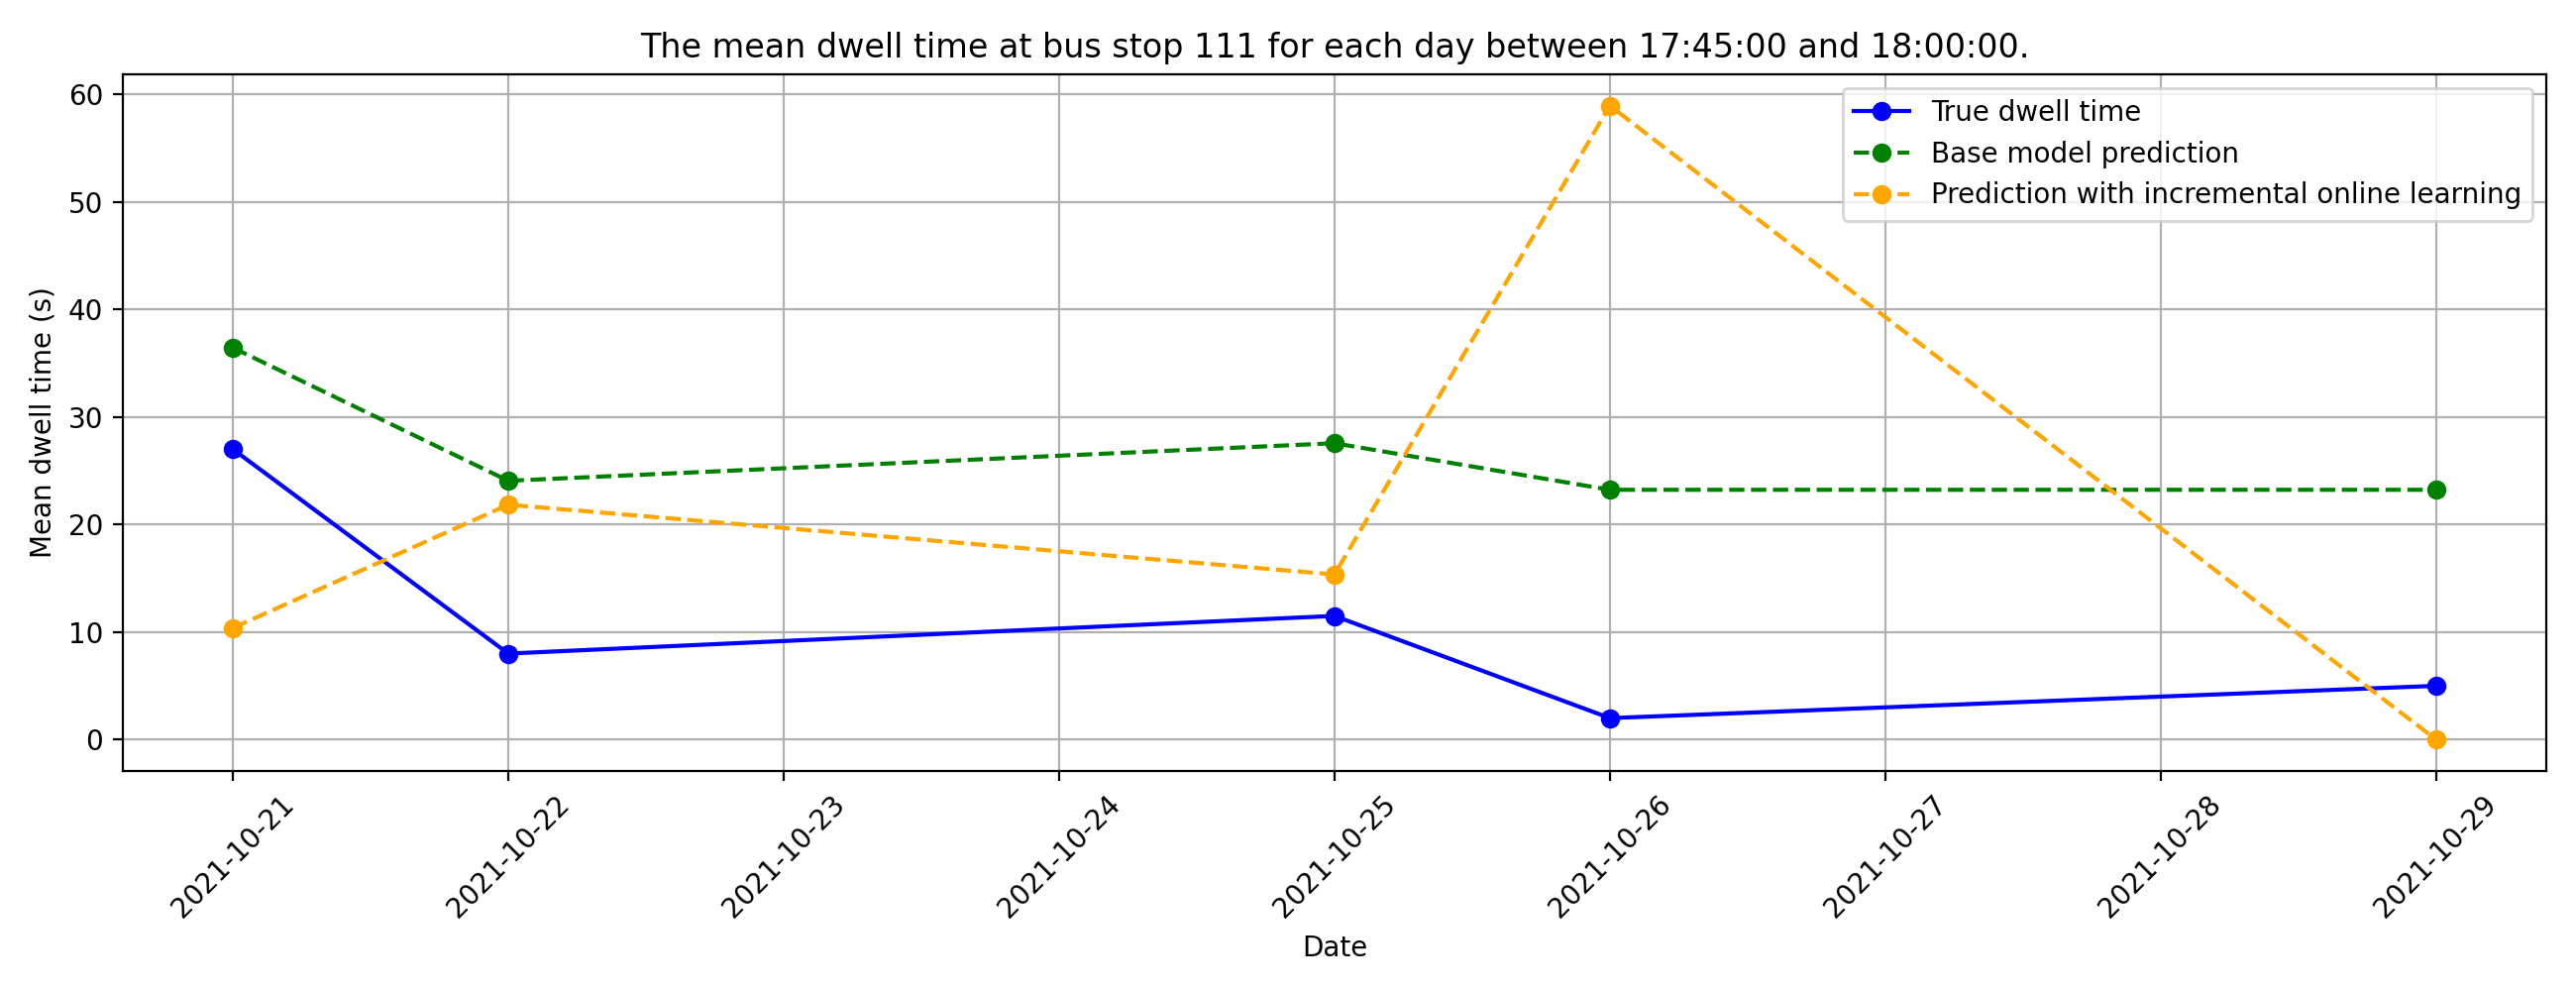 The mean dwell time at bus stop 111 for each day between 17:45:00 and 18:00:00.
True dwell time
Base model prediction
Prediction with incremental online learning
Mean dwell time (s)
60
50
40
30
20
10
0
2021-10-21
2021-10-22
2021-10-23
2021-10-24
2021-10-25
2021-10-26
2021-10-27
2021-10-28
2021-10-29
Date